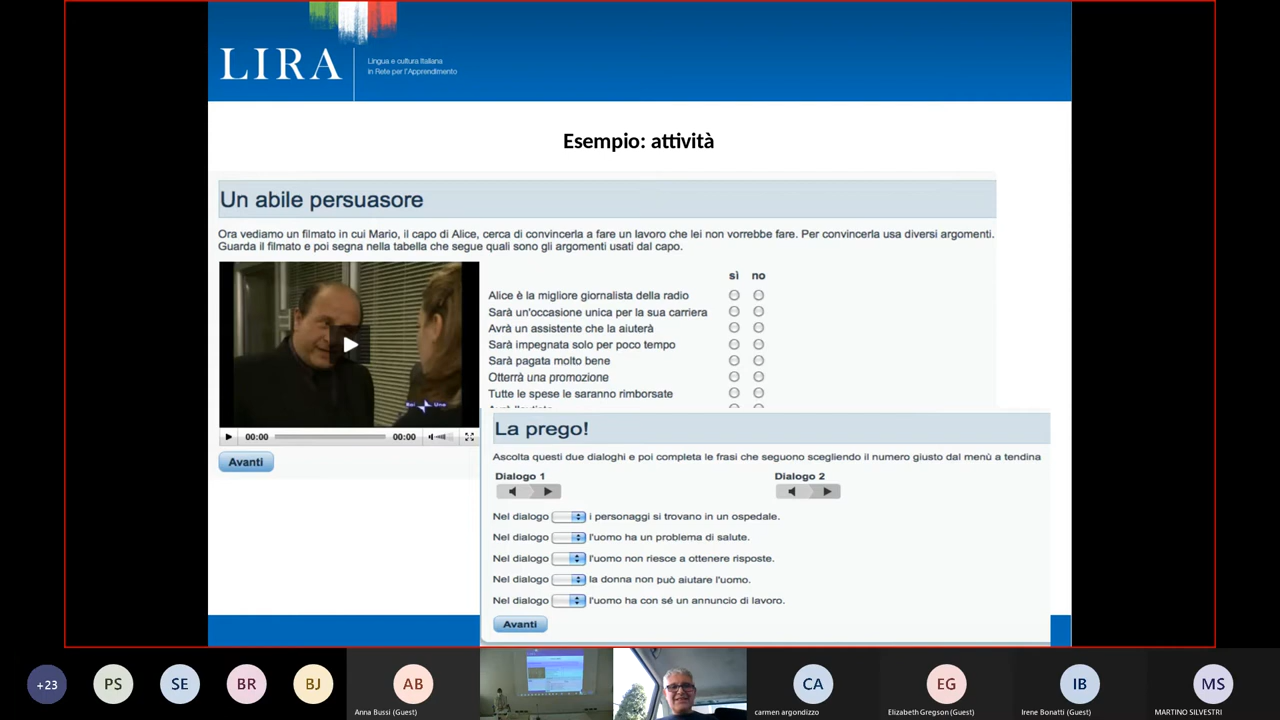 LIRA
Lingua e cultura Italiana
in Rete per l'Apprendimento
Esempio: attività
Un abile persuasore
Ora vediamo un filmato in cui Mario, il capo di Alice, cerca di convincerla a fare un lavoro che lei non vorrebbe fare. Per convincerla usa diversi argomenti.
Guarda il filmato e poi segna nella tabella che segue quali sono gli argomenti usati dal capo.
sì no
Alice è la migliore giornalista della radio
Sarà un'occasione unica per la sua carriera
Avrà un assistente che la aiuterà
Sarà impegnata solo per poco tempo
Sarà pagata molto bene
Otterrà una promozione
Tutte le spese le saranno rimborsate
Rai Uno
00:00 00:00
Avanti
La prego!
Ascolta questi due dialoghi e poi completa le frasi che seguono scegliendo il numero giusto dal menù a tendina
Dialogo 1 Dialogo 2
Nel dialogo i personaggi si trovano in un ospedale.
Nel dialogo l'uomo ha un problema di salute.
Nel dialogo l'uomo non riesce a ottenere risposte.
Nel dialogo la donna non può aiutare l'uomo.
Nel dialogo l'uomo ha con sé un annuncio di lavoro.
Avanti
+23 PS SE BR BJ AB CA EG IB MS
Anna Bussi (Guest) carmen argondizzo Elizabeth Gregson (Guest) Irene Bonatti (Guest) MARTINO SILVESTRI